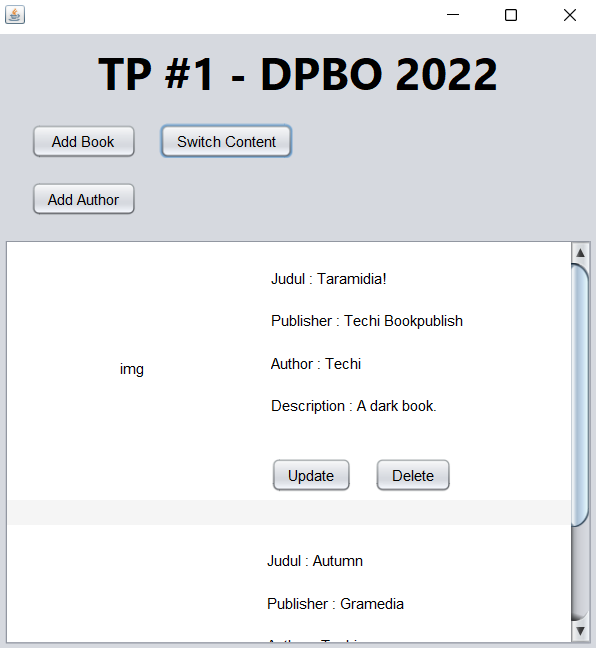 TP #1 - DPBO 2022
Add Book
Switch Content
Add Author
Judul : Taramidia!
Publisher : Techi Bookpublish
img
Author : Techi
Description : A dark book.
Update
Delete
Judul : Autumn
Publisher : Gramedia